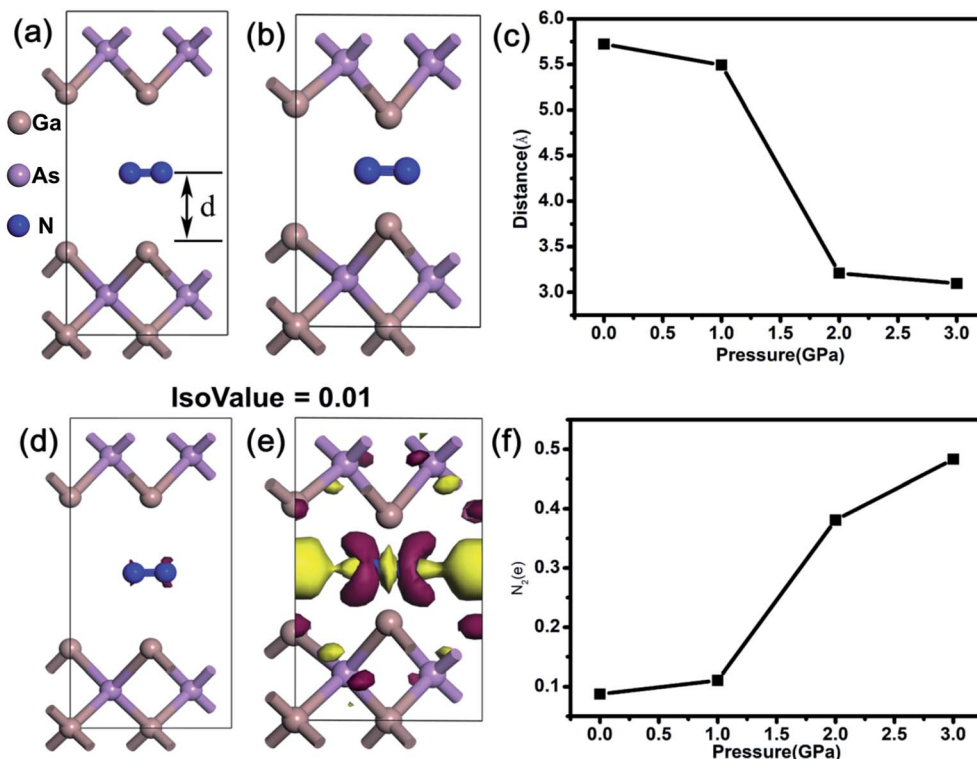 (a)
Ga
As
N
d
(b)
(c)
Distance(Å)
6.0
5.5
5.0
4.5
4.0
3.5
3.0
0.0 0.5 1.0 1.5 2.0 2.5 3.0
Pressure(GPa)
IsoValue = 0.01
(d)
(e)
(f)
N₂(e)
0.5
0.4
0.3
0.2
0.1
0.0 0.5 1.0 1.5 2.0 2.5 3.0
Pressure(GPa)